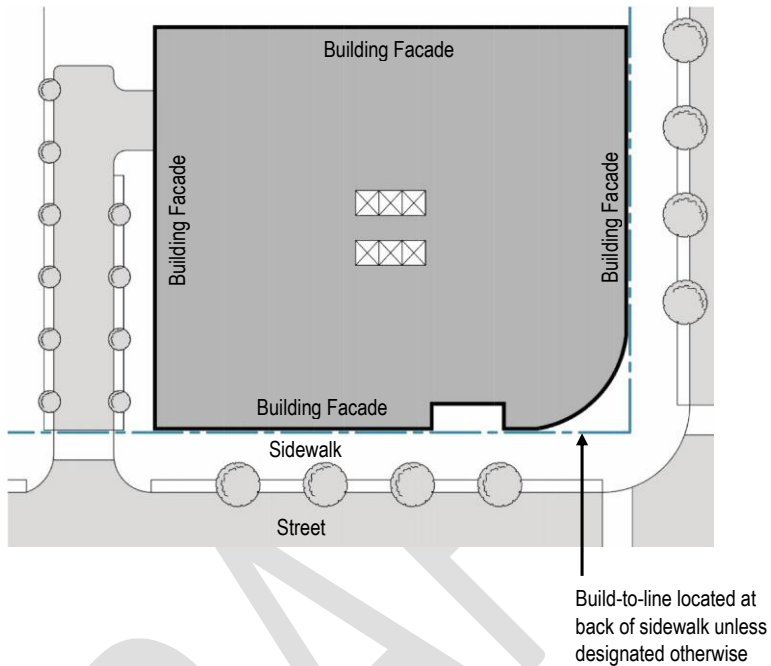 Building Facade
Building Facade
Building Facade
Building Facade
Sidewalk
Street
Build-to-line located at
back of sidewalk unless
designated otherwise